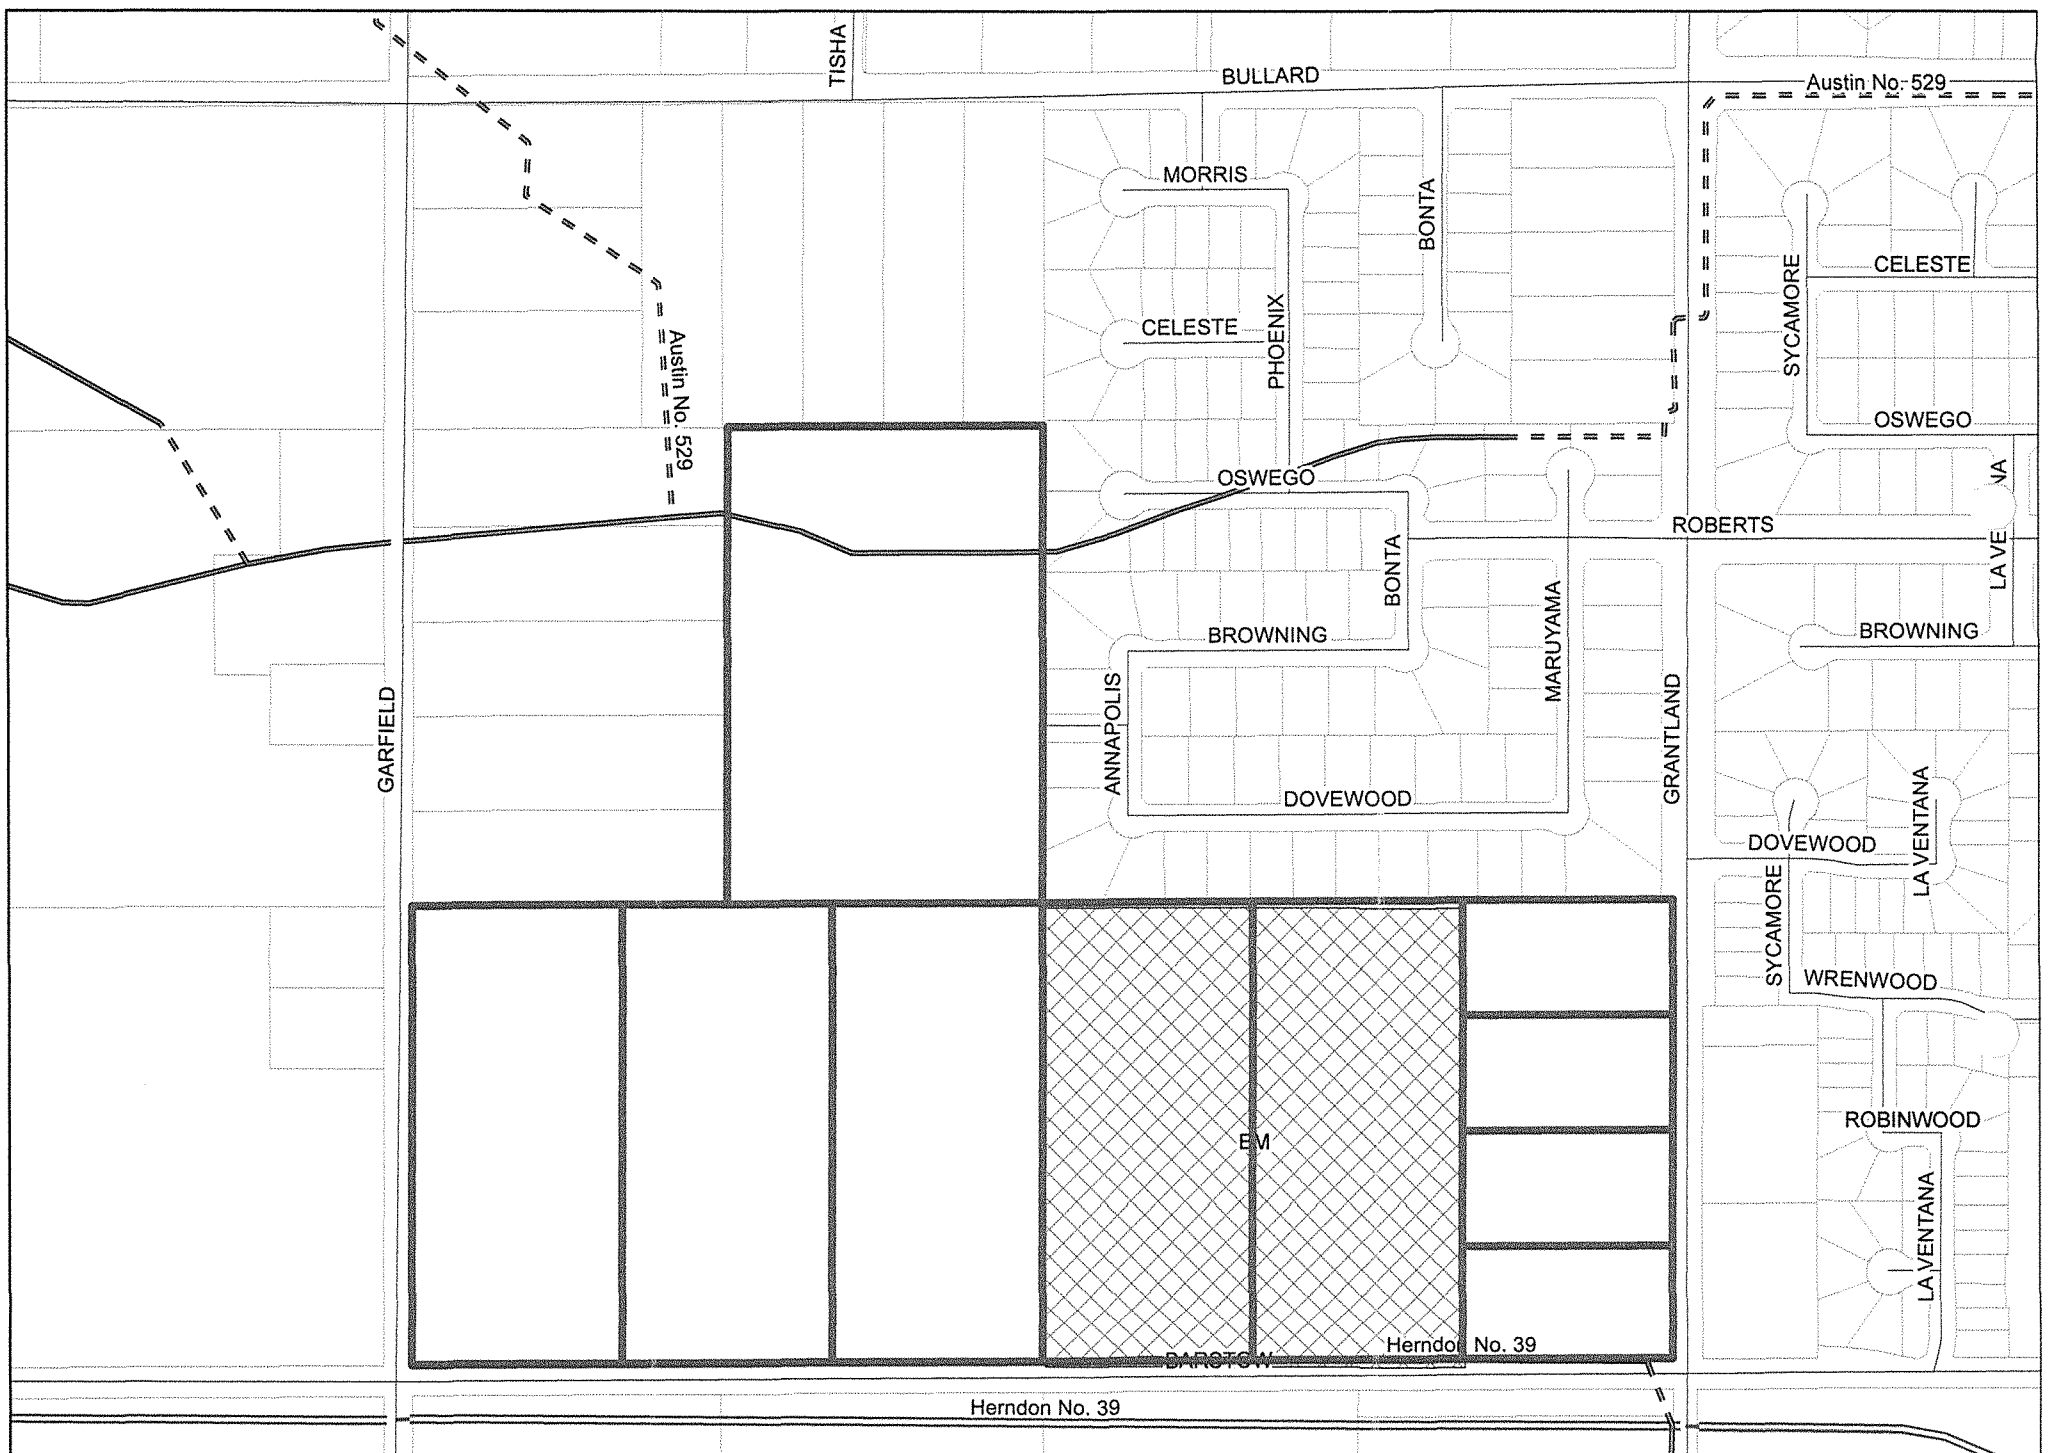 TISHA
BULLARD
Austin No. 529
MORRIS
BONTA
SYCAMORE
CELESTE
CELESTE
PHOENIX
Austin No. 529
OSWEGO
OSWEGO
ROBERTS
LA VE NA
BONTA
MARUYAMA
BROWNING
BROWNING
GARFIELD
ANNAPOLIS
GRANTLAND
DOVEWOOD
LA VENTANA
DOVEWOOD
SYCAMORE
WRENWOOD
ROBINWOOD
EM
LA VENTANA
Herndon No. 39
BARSTOW
Herndon No. 39